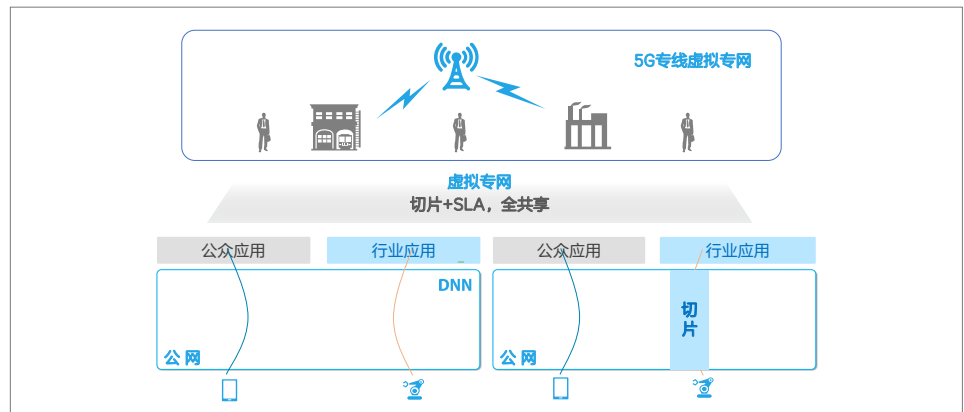 5G专线虚拟专网
虚拟专网
切片+SLA，全共享
公众应用
行业应用
公众应用
行业应用
DNN
公网
切片
公网